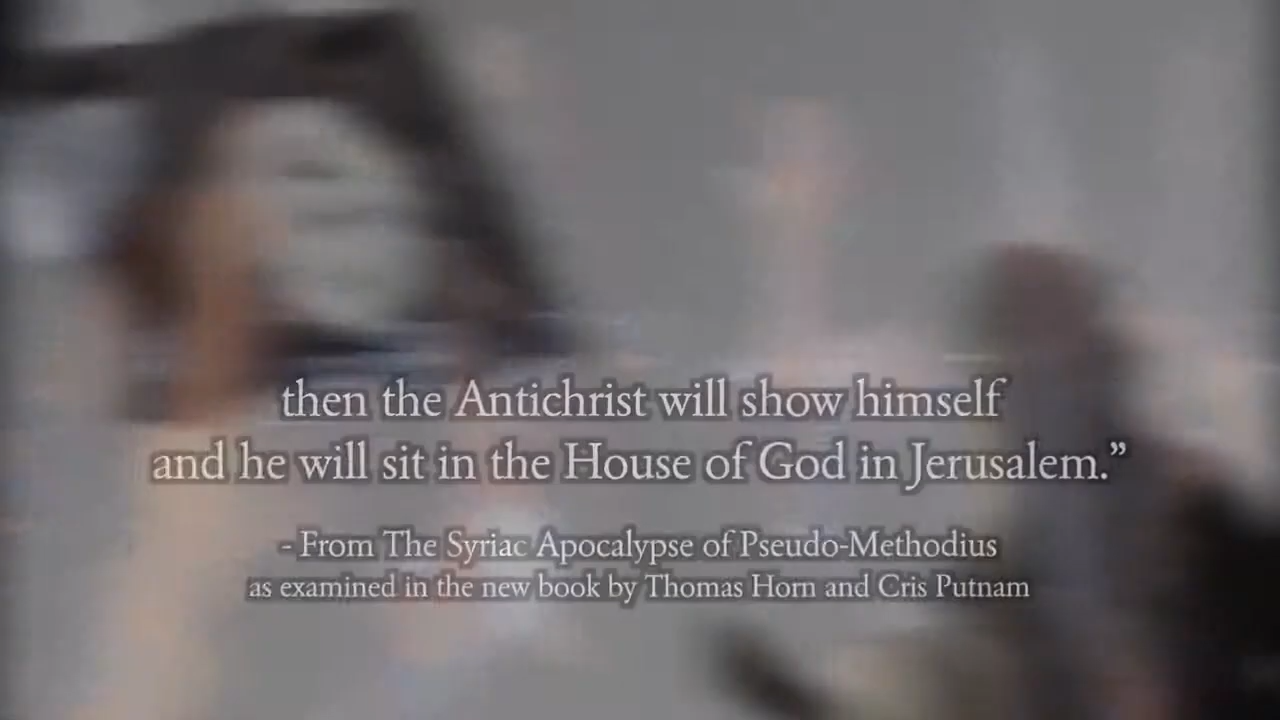 then the Antichrist will show himself
and he will sit in the House of God in Jerusalem.”
- From The Syriac Apocalypse of Pseudo-Methodius
as examined in the new book by Thomas Horn and Cris Putnam